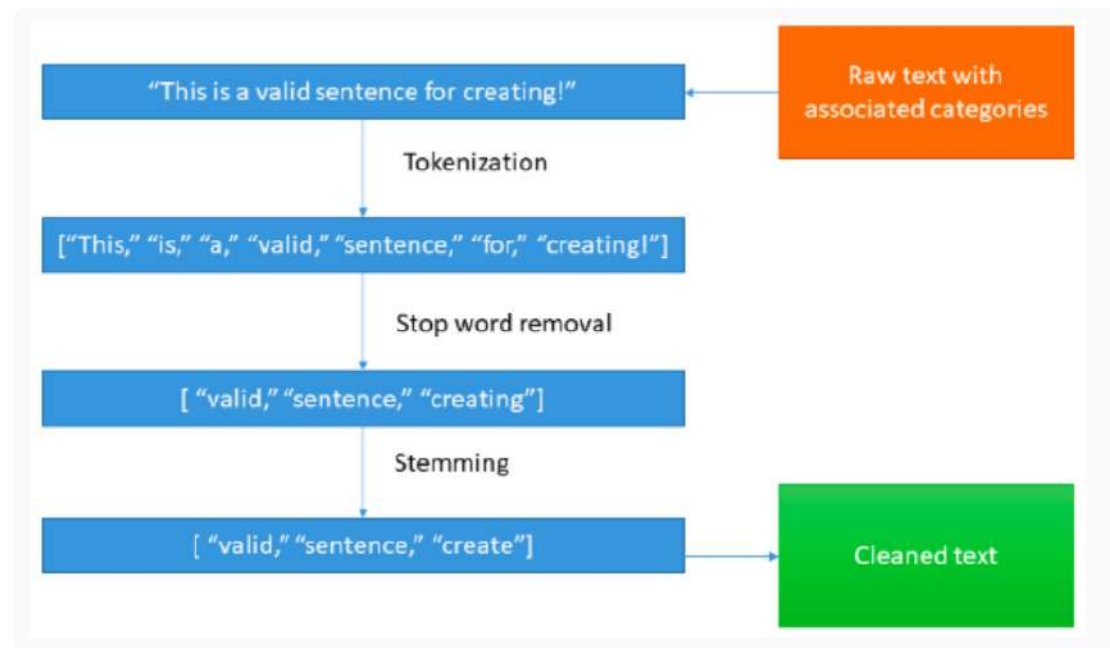 Raw text with
associated categories
“This is a valid sentence for creating!”
Tokenization
[“This,” “is,” “a,” “valid,” “sentence,” “for,” “creating!”]
Stop word removal
[ “valid,” “sentence,” “creating”]
Stemming
[ “valid,” “sentence,” “create”]
Cleaned text